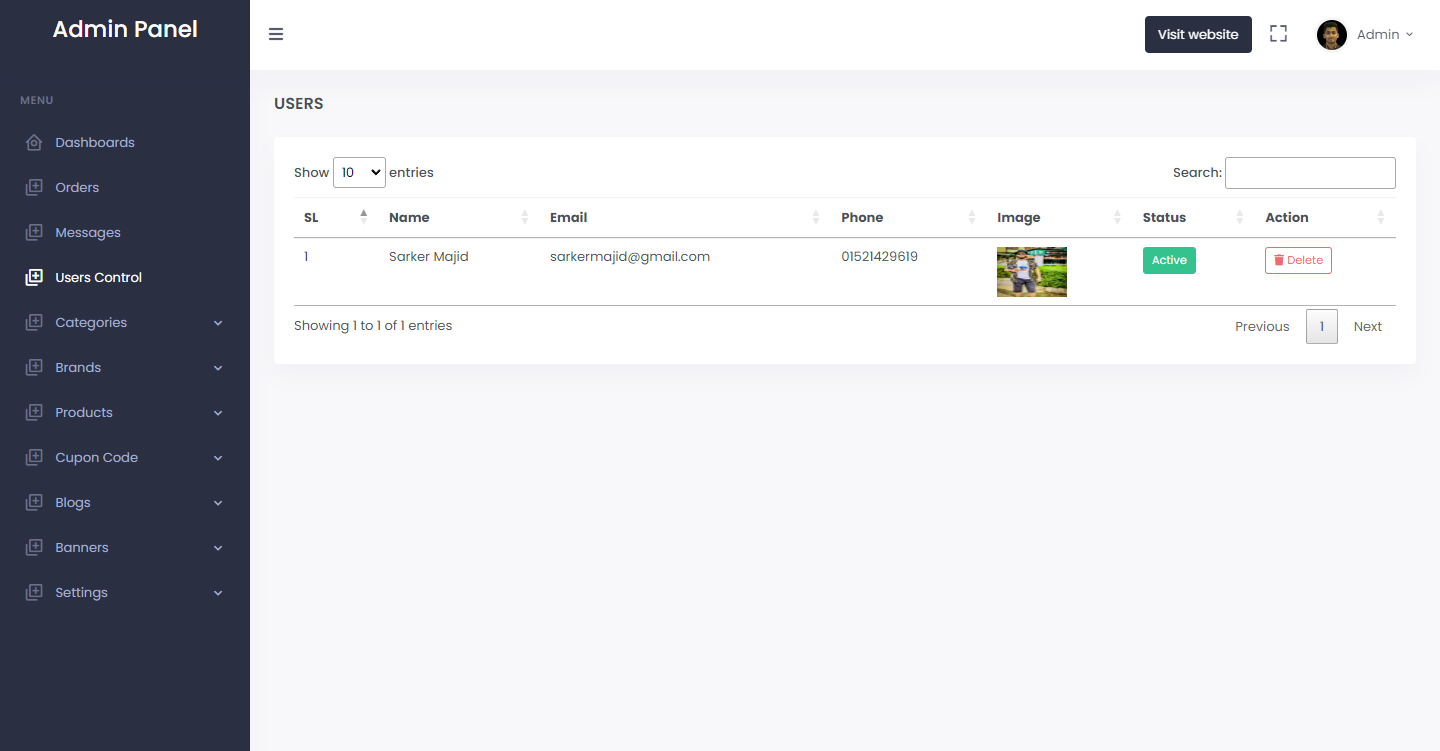 Admin Panel
Visit website
Admin
MENU
Dashboards
Orders
Messages
Users Control
Categories
Brands
Products
Cupon Code
Blogs
Banners
Settings
USERS
Show 10 entries
Search:
SL Name Email Phone Image Status Action
1 Sarker Majid sarkermajid@gmail.com 01521429619 Active Delete
Showing 1 to 1 of 1 entries
Previous 1 Next